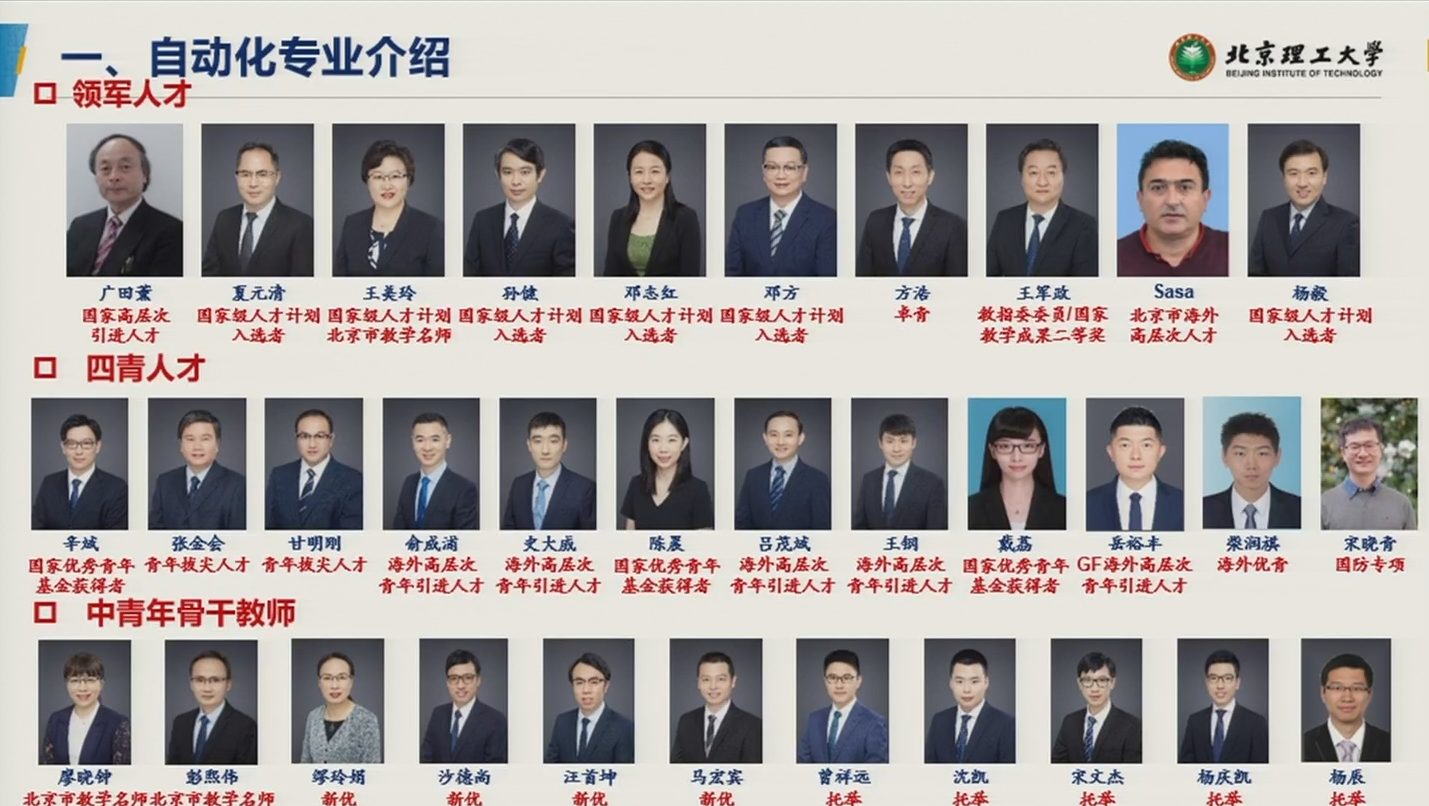 一、自动化专业介绍
北京理工大学
BEIJING INSTITUTE OF TECHNOLOGY
领军人才
广田薰 夏元清 王美玲 孙健 邓志红 邓方 方浩 王军政 Sasa 杨毅
国家高层次 国家级人才计划 国家级人才计划 国家级人才计划 国家级人才计划 国家级人才计划 卓青 教指委委员/国家 北京市海外 国家级人才计划
引进人才 入选者 北京市教学名师 入选者 入选者 入选者 教学成果二等奖 高层次人才 入选者
四青人才
辛斌 张金会 甘明刚 俞成浦 史大威 陈晨 吕茂斌 王钢 戴荔 岳裕丰 柴润祺 宋晓青
国家优秀青年 青年拔尖人才 青年拔尖人才 海外高层次 海外高层次 国家优秀青年 海外高层次 海外高层次 国家优秀青年 GF海外高层次 海外优青 国防专项
基金获得者 青年引进人才 青年引进人才 基金获得者 青年引进人才 青年引进人才 基金获得者 青年引进人才
中青年骨干教师
廖晓钟 彭熙伟 缪玲娟 沙德尚 汪首坤 马宏宾 曾祥远 沈凯 宋文杰 杨庆凯 杨辰
北京市教学名师 北京市教学名师 新优 新优 新优 新优 托举 托举 托举 托举 托举